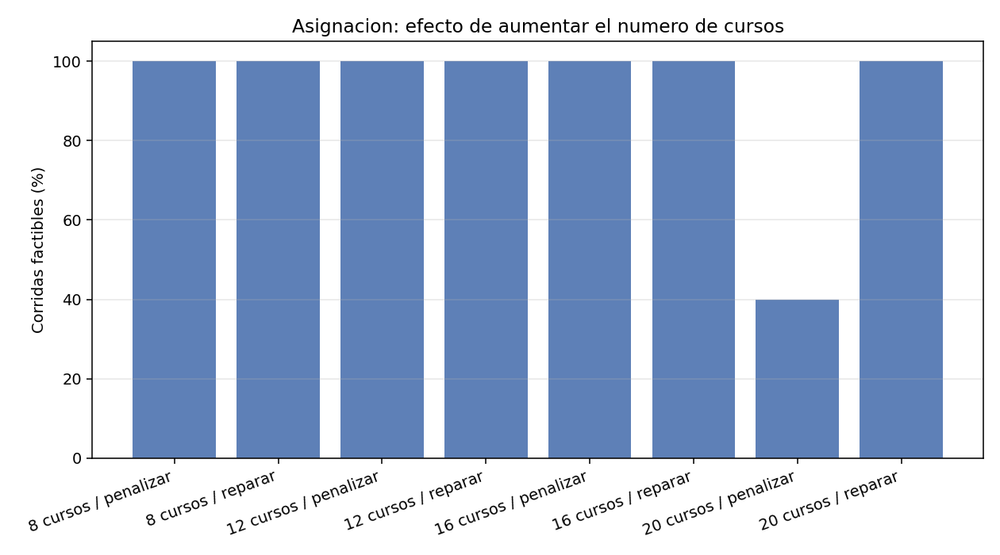 Asignacion: efecto de aumentar el numero de cursos
Corridas factibles (%)
100
80
60
40
20
0
8 cursos / penalizar
8 cursos / reparar
12 cursos / penalizar
12 cursos / reparar
16 cursos / penalizar
16 cursos / reparar
20 cursos / penalizar
20 cursos / reparar